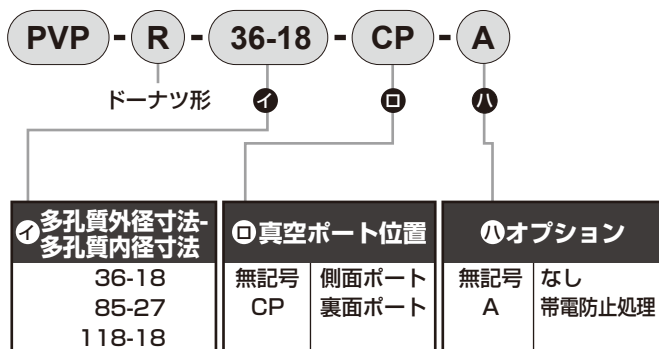 PVP - R - 36-18 - CP - A
ドーナツ形 イ ロ ハ
イ 多孔質外径寸法-
多孔質内径寸法
36-18
85-27
118-18
ロ 真空ポート位置
無記号 側面ポート
CP 裏面ポート
ハ オプション
無記号 なし
A 帯電防止処理